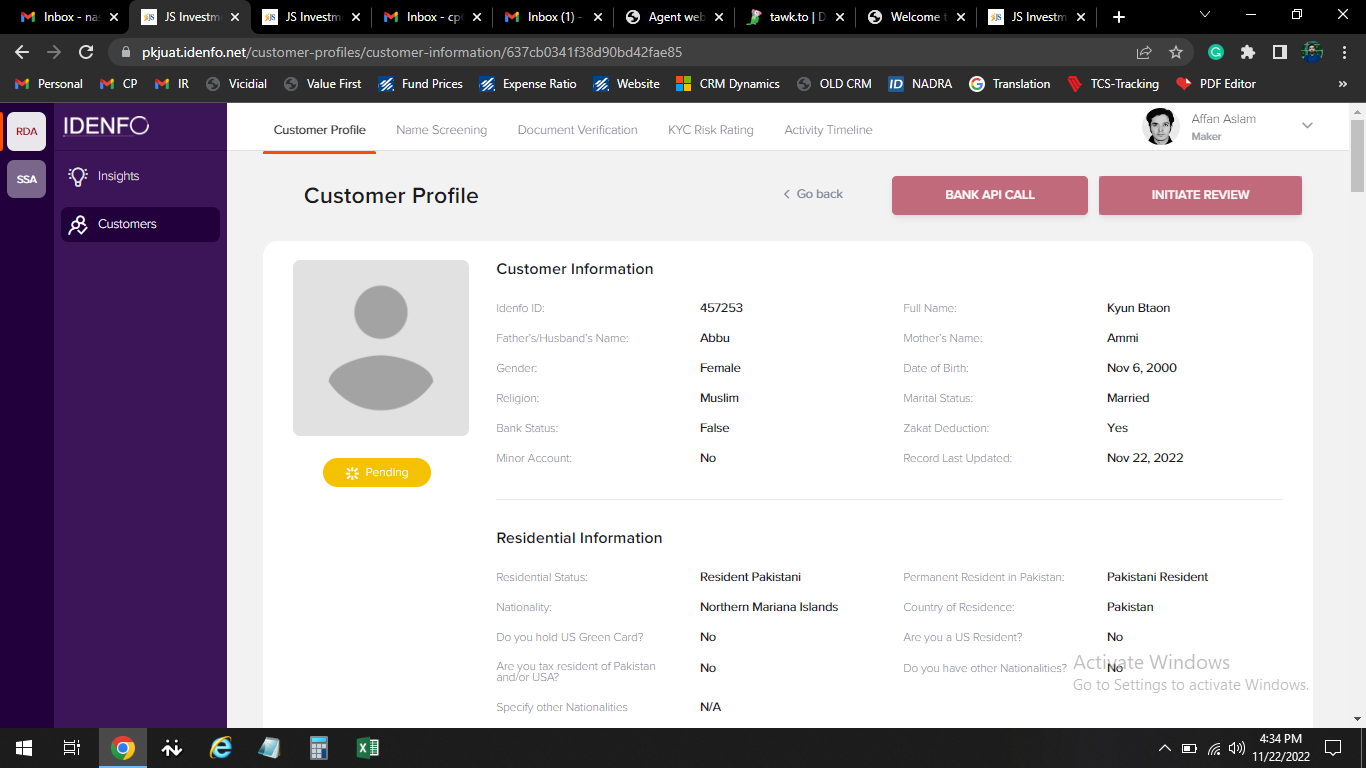 Inbox - nas
JS Investme
JS Investm
Inbox - cp
Inbox (1) -
Agent web
tawk.to | D
Welcome t
JS Investm
pkjuat.idenfo.net/customer-profiles/customer-information/637cb0341f38d90bd42fae85
Personal CP IR Vicidial Value First Fund Prices Expense Ratio Website CRM Dynamics OLD CRM NADRA Translation TCS-Tracking PDF Editor »
RDA
SSA
IDENFO
Insights
Customers
Customer Profile Name Screening Document Verification KYC Risk Rating Activity Timeline
Affan Aslam
Maker
Customer Profile
Go back
BANK API CALL
INITIATE REVIEW
Pending
Customer Information
Idenfo ID: 457253 Full Name: Kyun Btaon
Father's/Husband's Name: Abbu Mother's Name: Ammi
Gender: Female Date of Birth: Nov 6, 2000
Religion: Muslim Marital Status: Married
Bank Status: False Zakat Deduction: Yes
Minor Account: No Record Last Updated: Nov 22, 2022
Residential Information
Residential Status: Resident Pakistani Permanent Resident in Pakistan: Pakistani Resident
Nationality: Northern Mariana Islands Country of Residence: Pakistan
Do you hold US Green Card? No Are you a US Resident? No
Are you tax resident of Pakistan
and/or USA? No Do you have other Nationalities? No
Specify other Nationalities N/A
Activate Windows
Go to Settings to activate Windows.
4:34 PM
11/22/2022